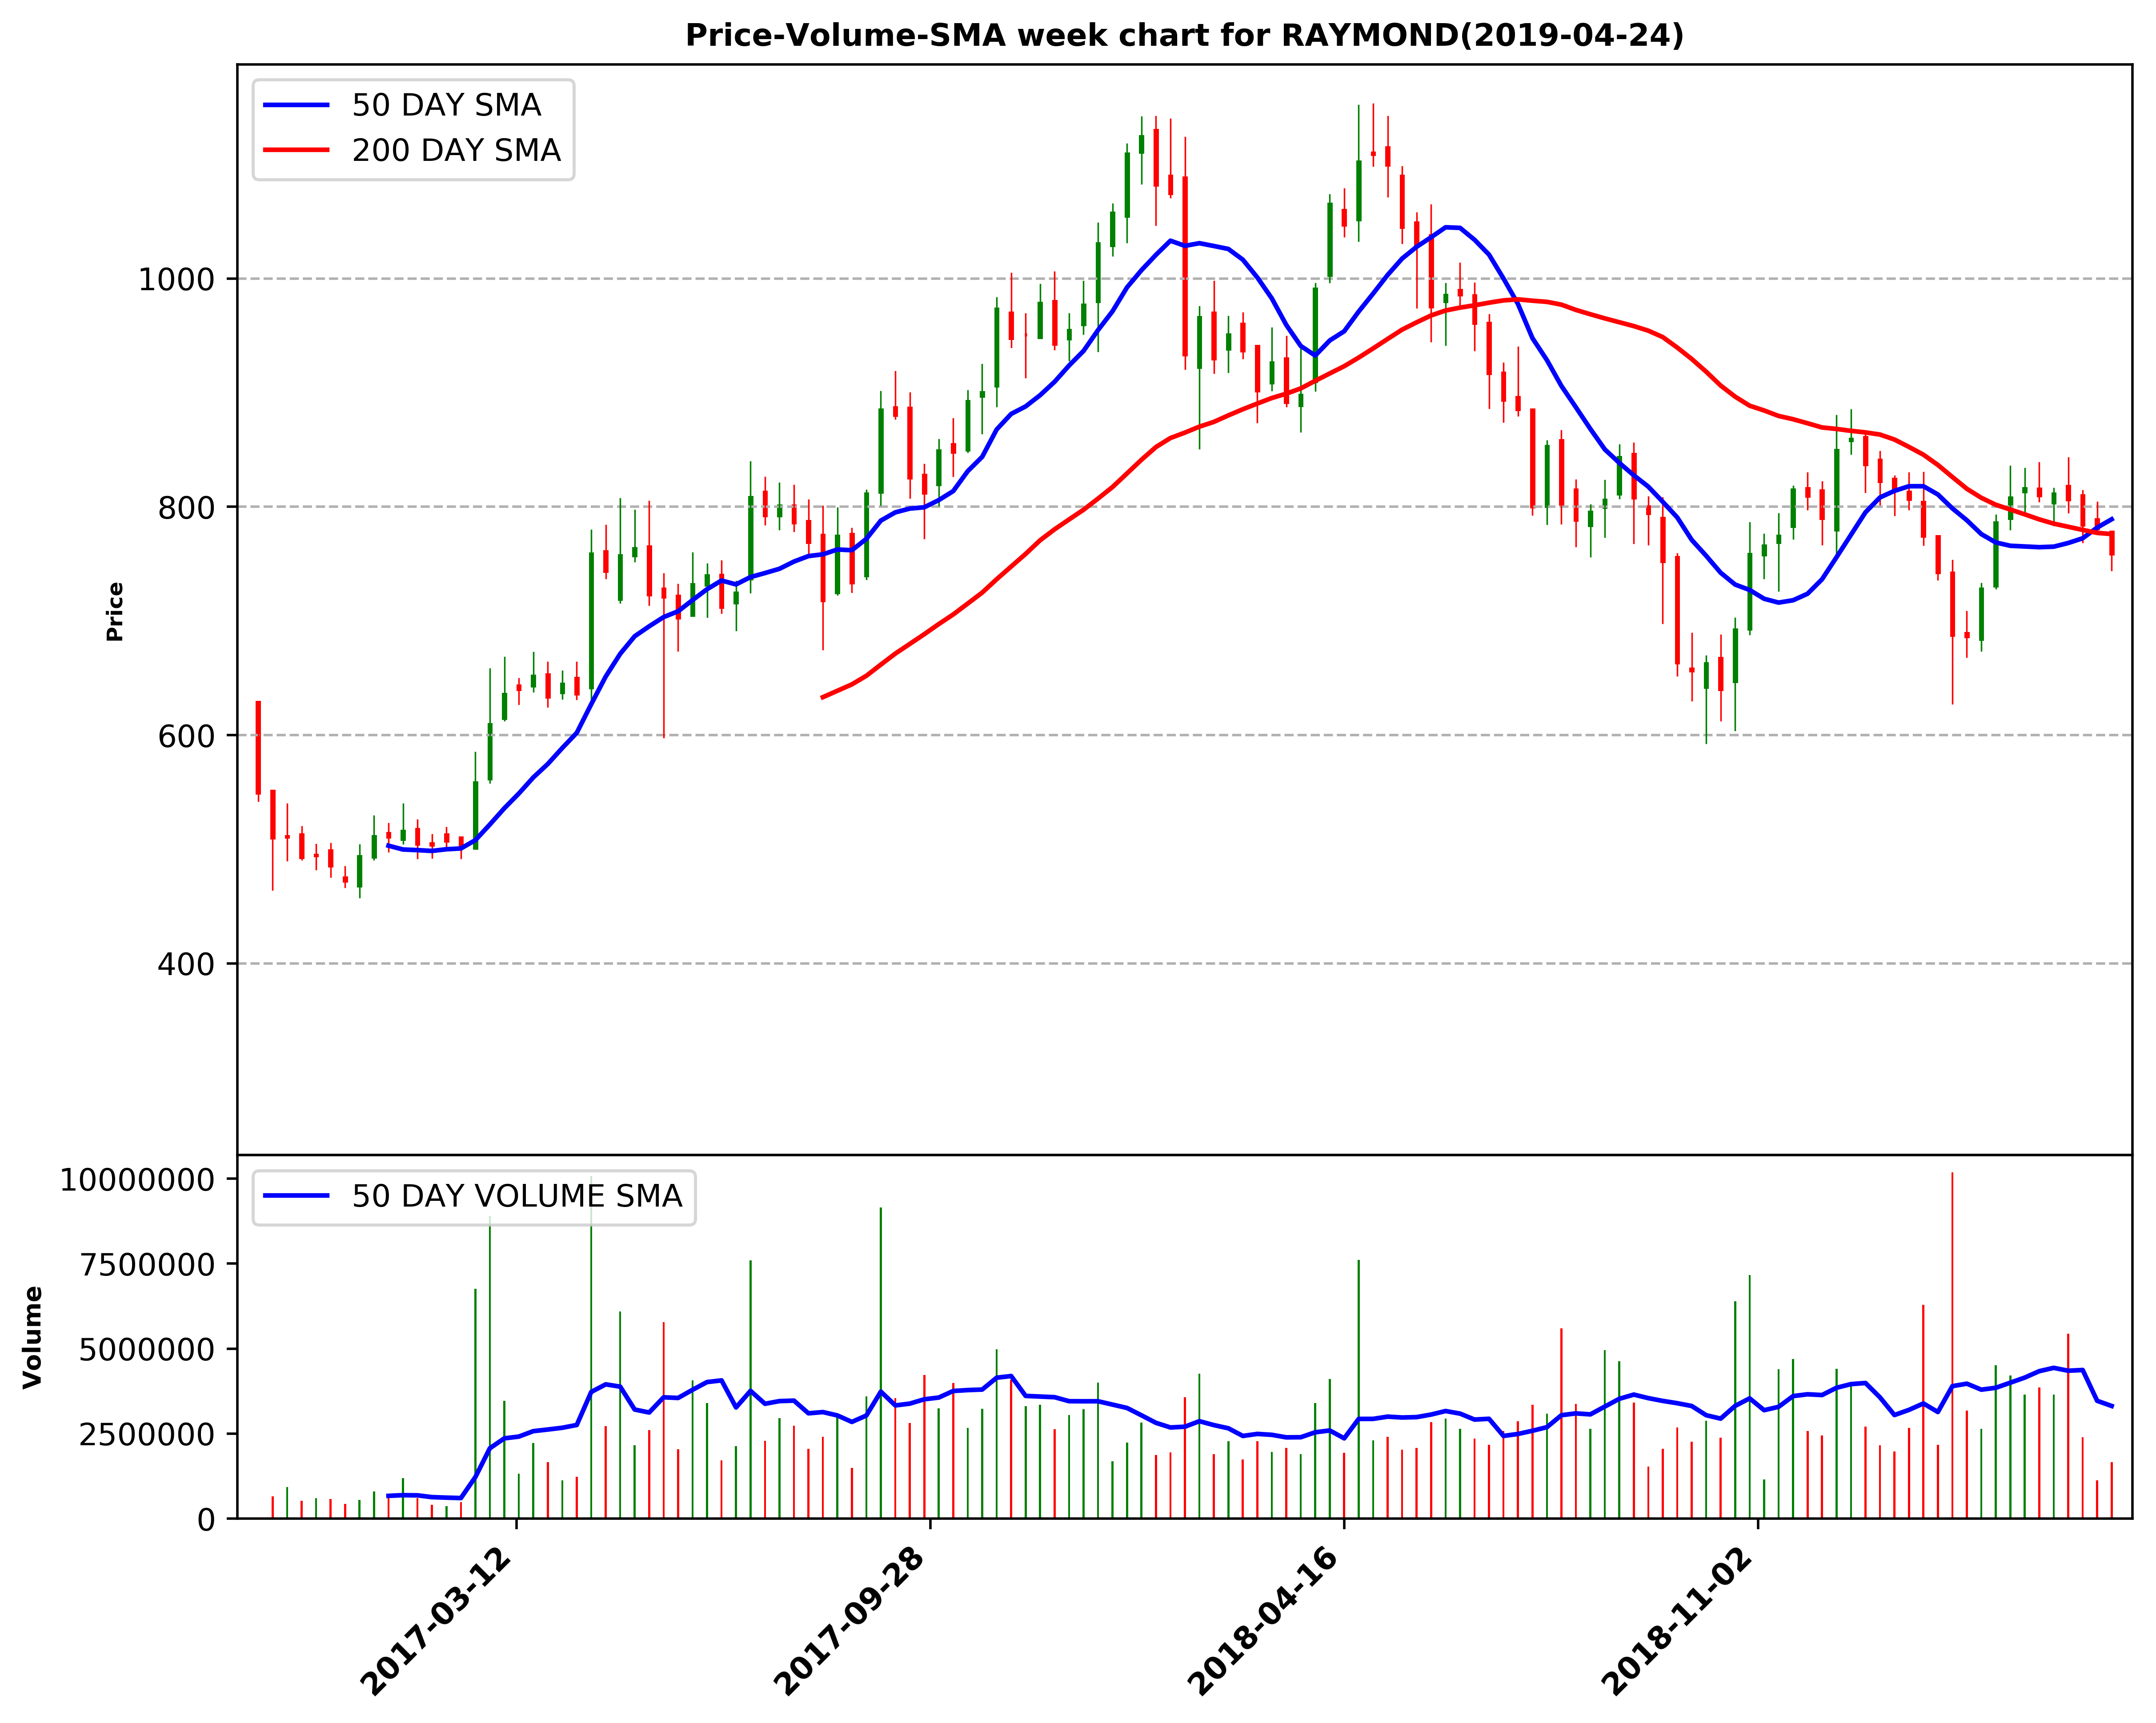 Price-Volume-SMA week chart for RAYMOND(2019-04-24)
50 DAY SMA
200 DAY SMA
1000
800
600
400
Price
50 DAY VOLUME SMA
10000000
7500000
5000000
2500000
0
Volume
2017-03-12
2017-09-28
2018-04-16
2018-11-02